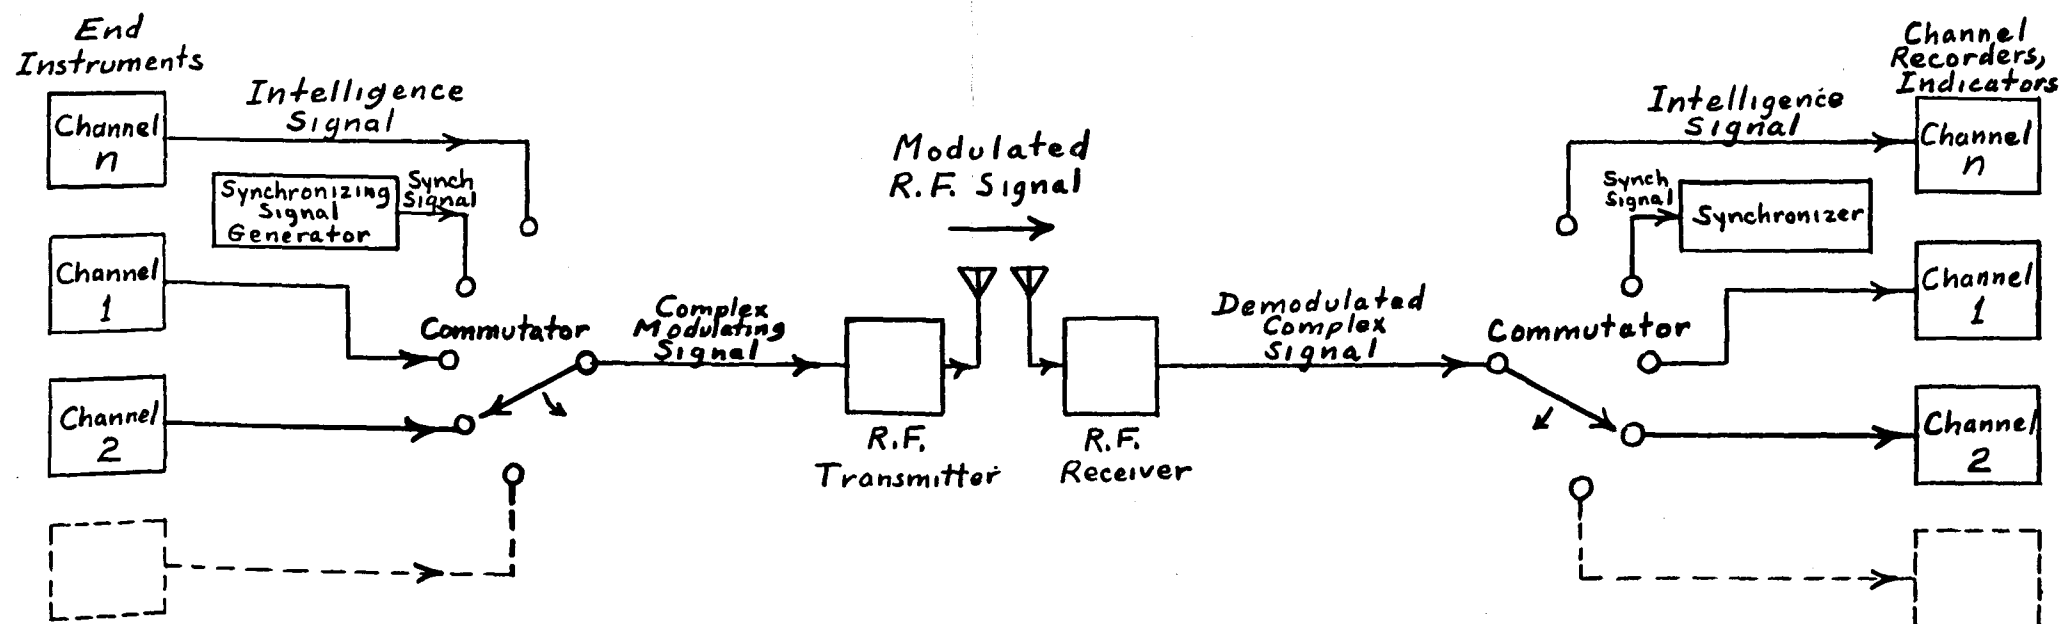 End
Instruments
Channel
n
Intelligence
Signal
Synchronizing
Signal
Generator
Synch
Signal
Channel
1
Channel
2
Commutator
Complex
Modulating
Signal
R.F.
Transmitter
Modulated
R.F. Signal
R.F.
Receiver
Demodulated
Complex
Signal
Commutator
Intelligence
Signal
Synch
Signal
Synchronizer
Channel
Recorders,
Indicators
Channel
n
Channel
1
Channel
2